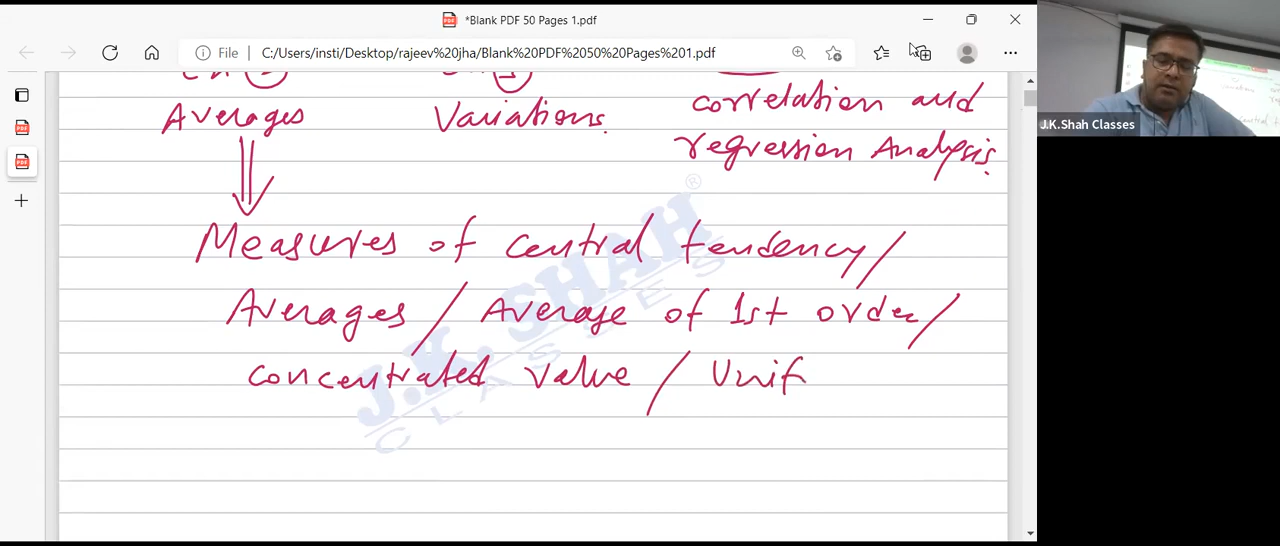 *Blank PDF 50 Pages 1.pdf
File C:/Users/insti/Desktop/rajeev%20jha/Blank%20PDF%2050%20Pages%201.pdf
J.K.Shah Classes
Averages Variations. correlation and
regression Analysis.
Measures of central tendency/
Averages / Average of 1st order/
concentrated value / Unif
J.K. SHAH ®
CLASSES